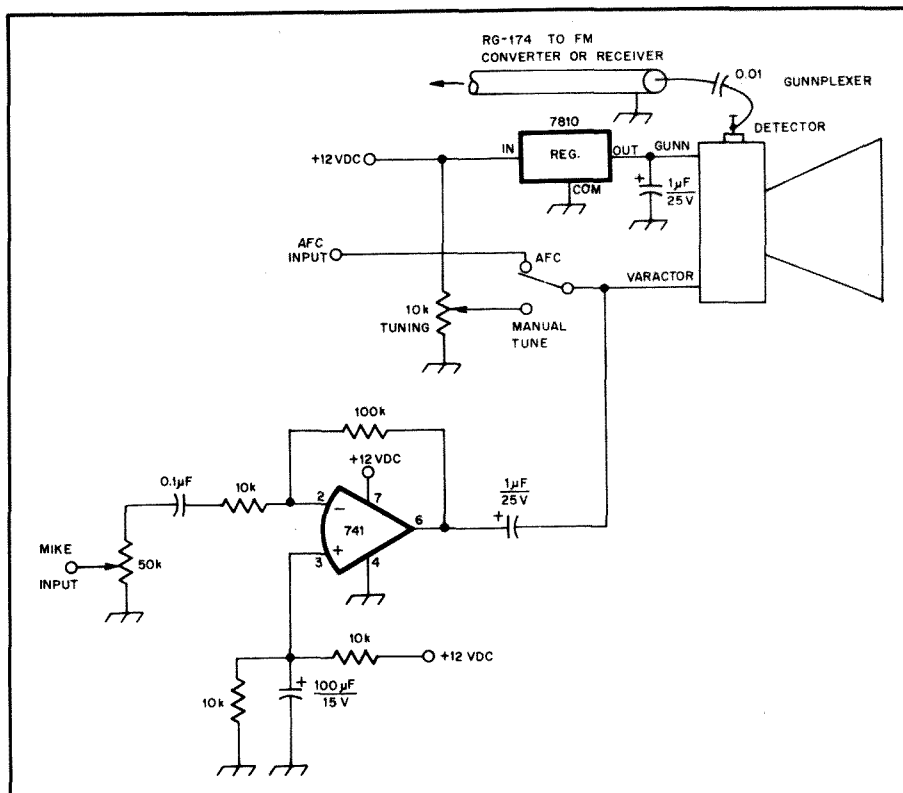 RG-174 TO FM
CONVERTER OR RECEIVER
0.01
GUNNPLEXER
DETECTOR
7810
+12 VDC
IN
REG.
OUT
GUNN
COM
+
1µF
25V
AFC
INPUT
AFC
VARACTOR
10k
TUNING
MANUAL
TUNE
100k
+12 VDC
0.1µF
10k
2
−
7
741
6
+
3
4
1µF
25V
+
MIKE
INPUT
50k
10k
+12 VDC
10k
+
100µF
15V